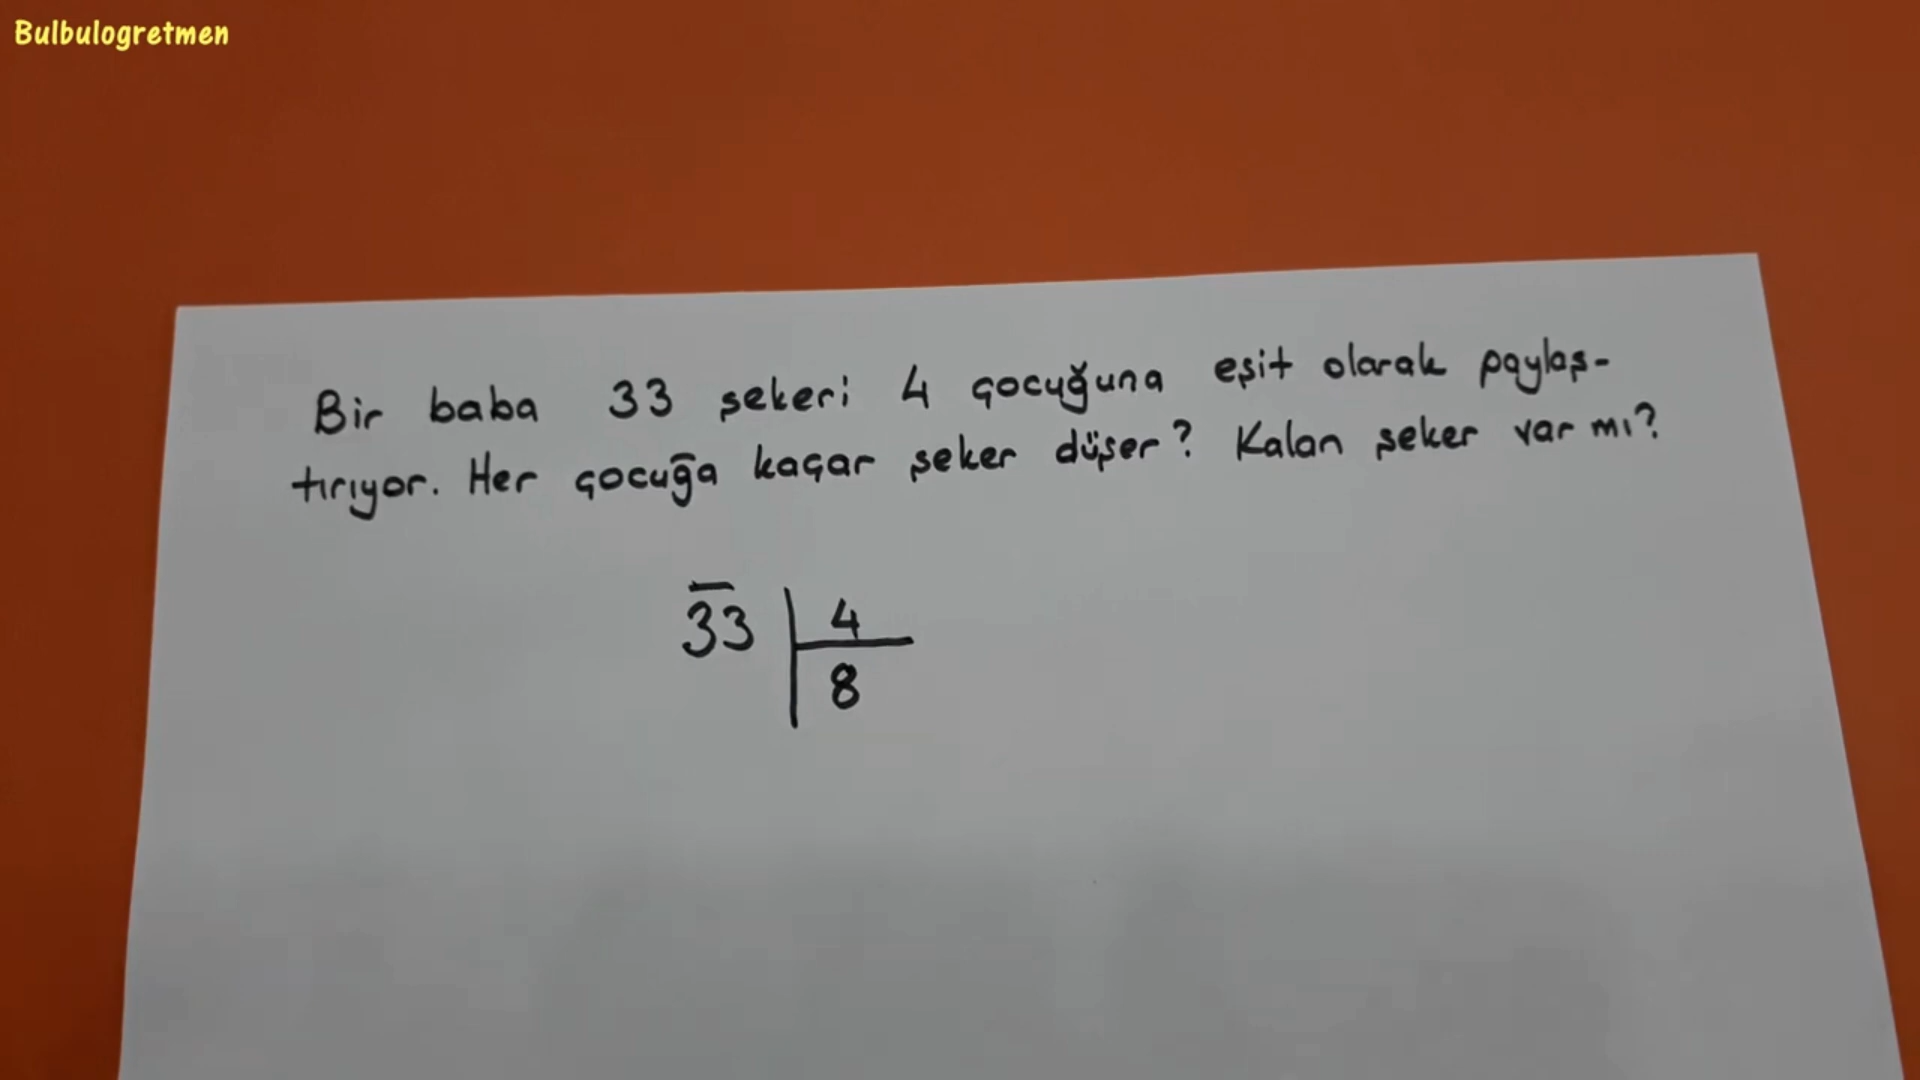 Bulbulogretmen
Bir baba 33 şekeri 4 çocuğuna eşit olarak paylaş-
tırıyor. Her çocuğa kaçar şeker düşer? Kalan şeker var mı?
33 4
8